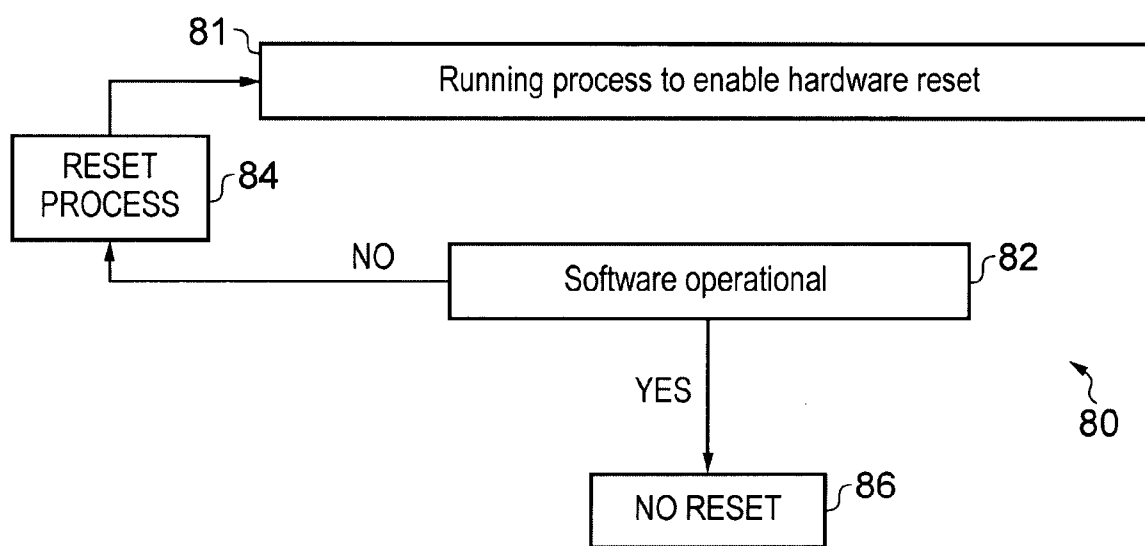 81
Running process to enable hardware reset
RESET
PROCESS
84
NO
Software operational
82
YES
80
NO RESET
86